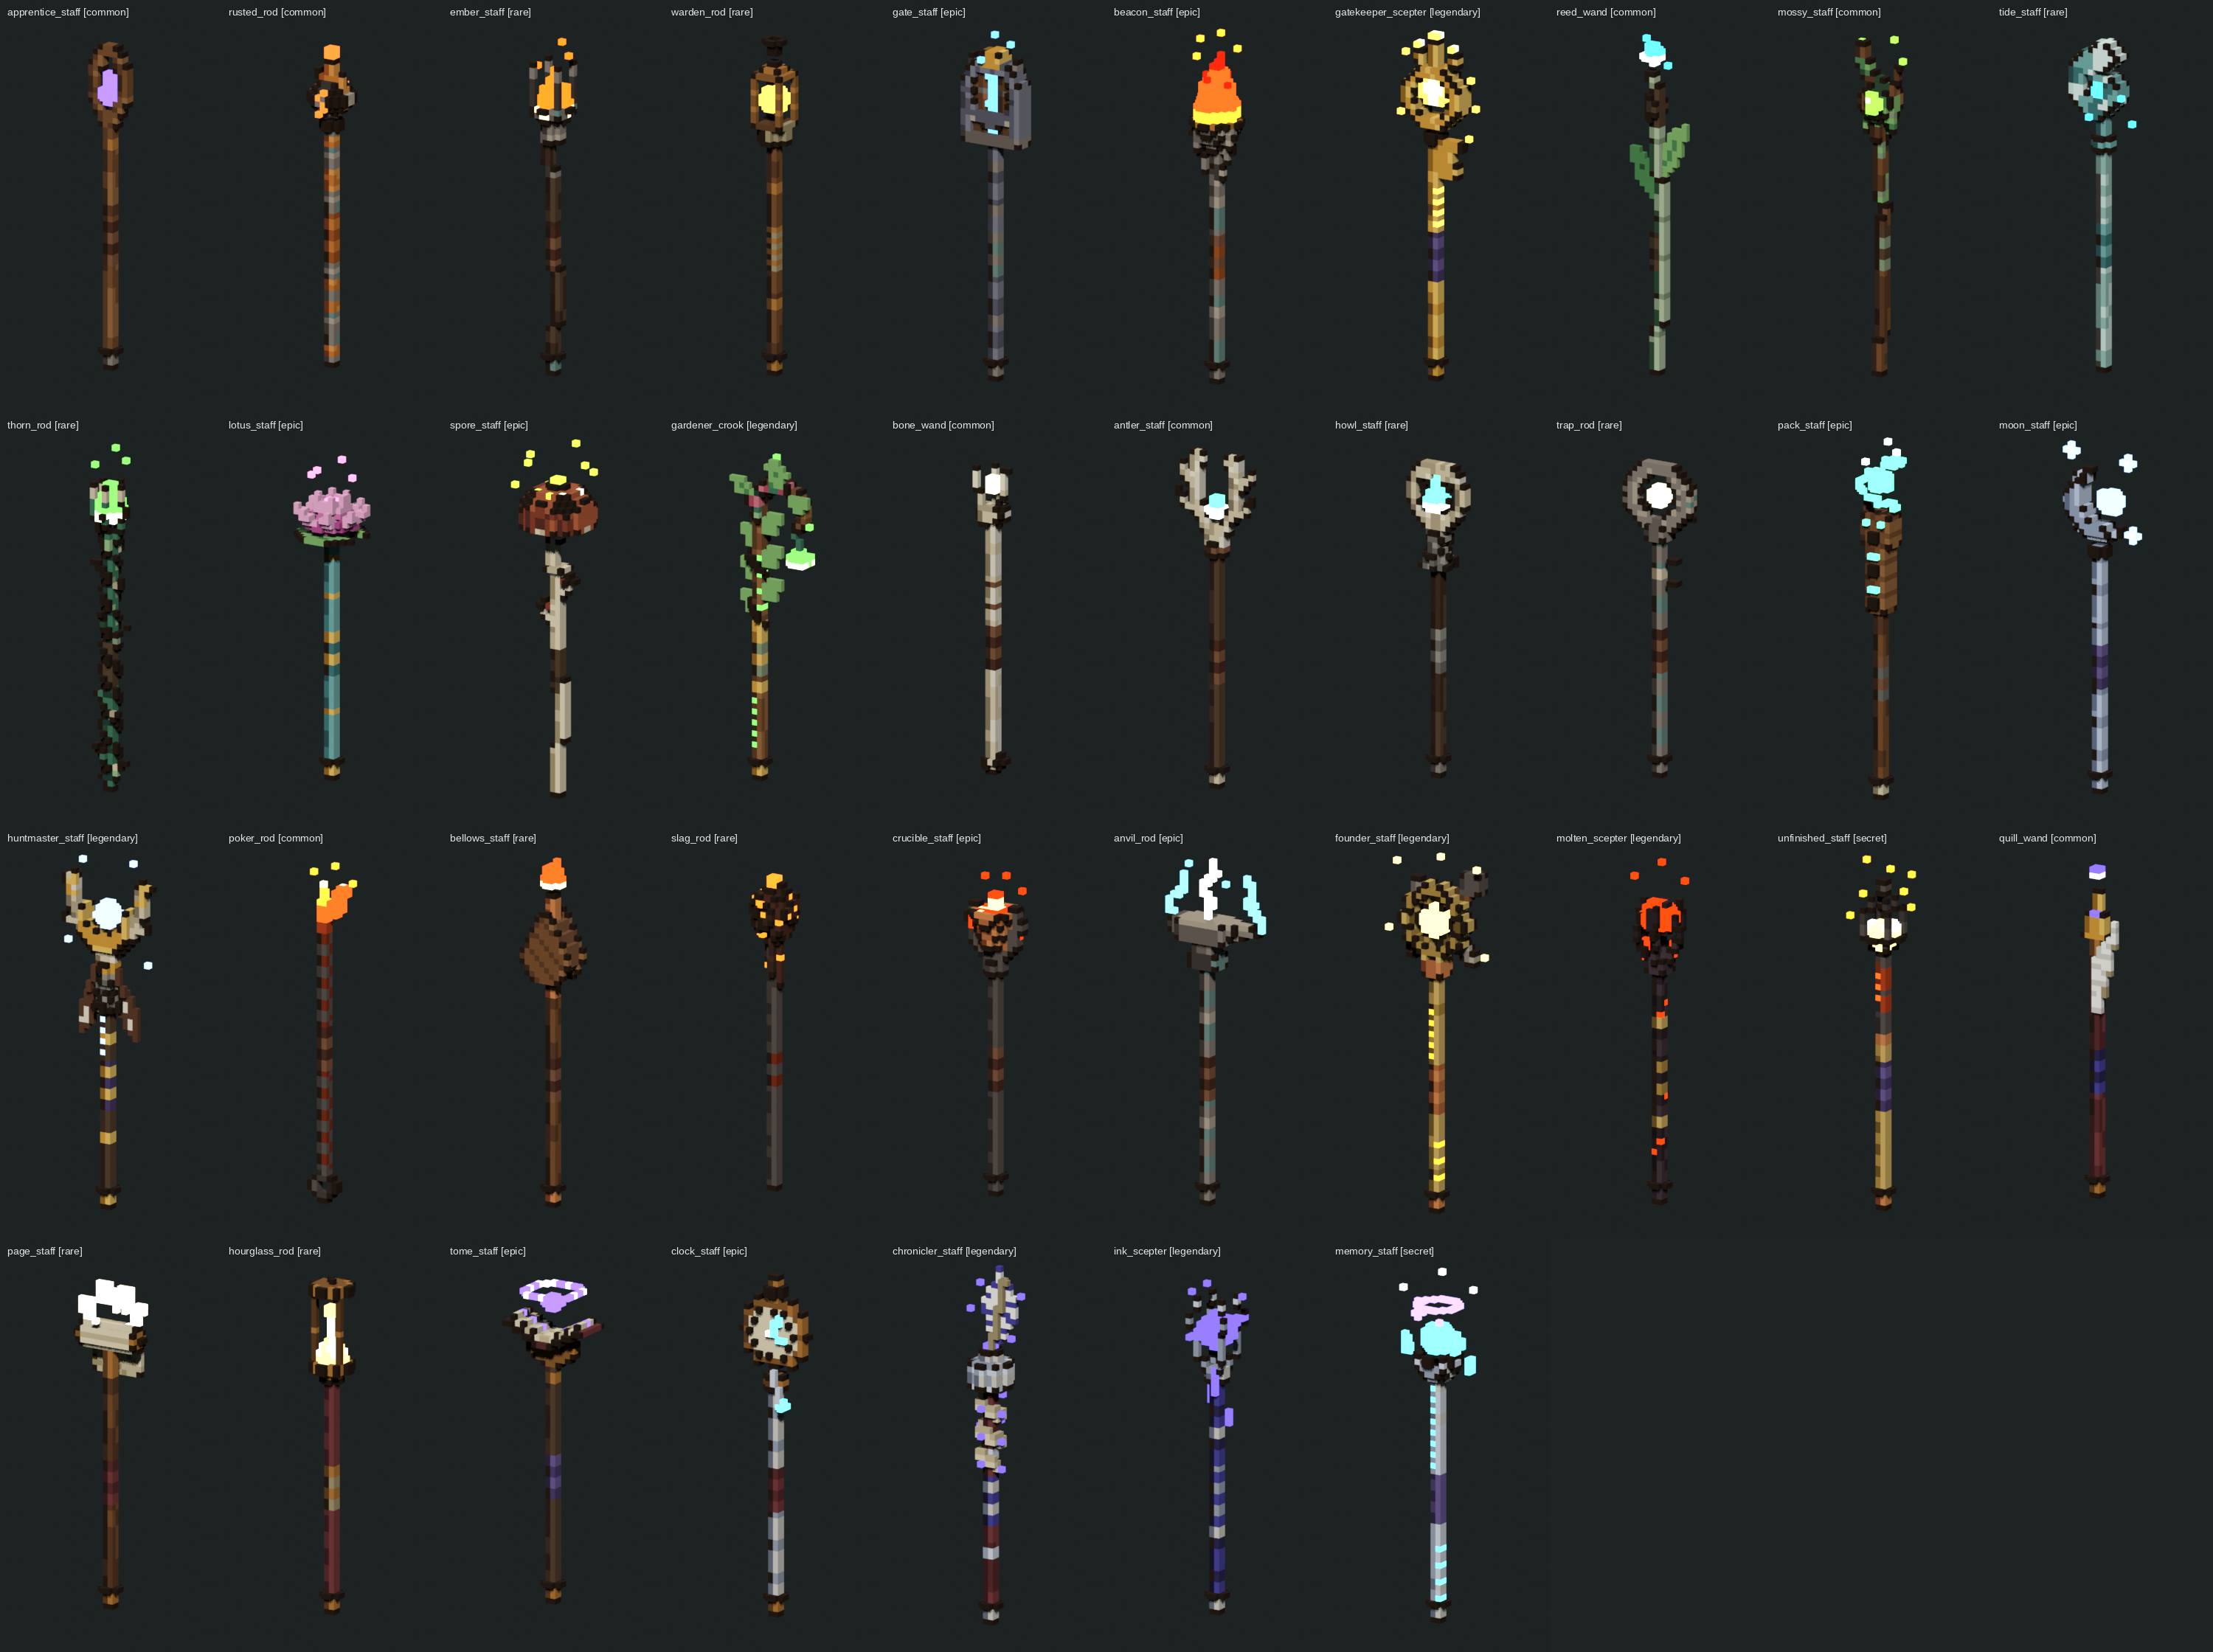 apprentice_staff [common]
rusted_rod [common]
ember_staff [rare]
warden_rod [rare]
gate_staff [epic]
beacon_staff [epic]
gatekeeper_scepter [legendary]
reed_wand [common]
mossy_staff [common]
tide_staff [rare]
thorn_rod [rare]
lotus_staff [epic]
spore_staff [epic]
gardener_crook [legendary]
bone_wand [common]
antler_staff [common]
howl_staff [rare]
trap_rod [rare]
pack_staff [epic]
moon_staff [epic]
huntmaster_staff [legendary]
poker_rod [common]
bellows_staff [rare]
slag_rod [rare]
crucible_staff [epic]
anvil_rod [epic]
founder_staff [legendary]
molten_scepter [legendary]
unfinished_staff [secret]
quill_wand [common]
page_staff [rare]
hourglass_rod [rare]
tome_staff [epic]
clock_staff [epic]
chronicler_staff [legendary]
ink_scepter [legendary]
memory_staff [secret]